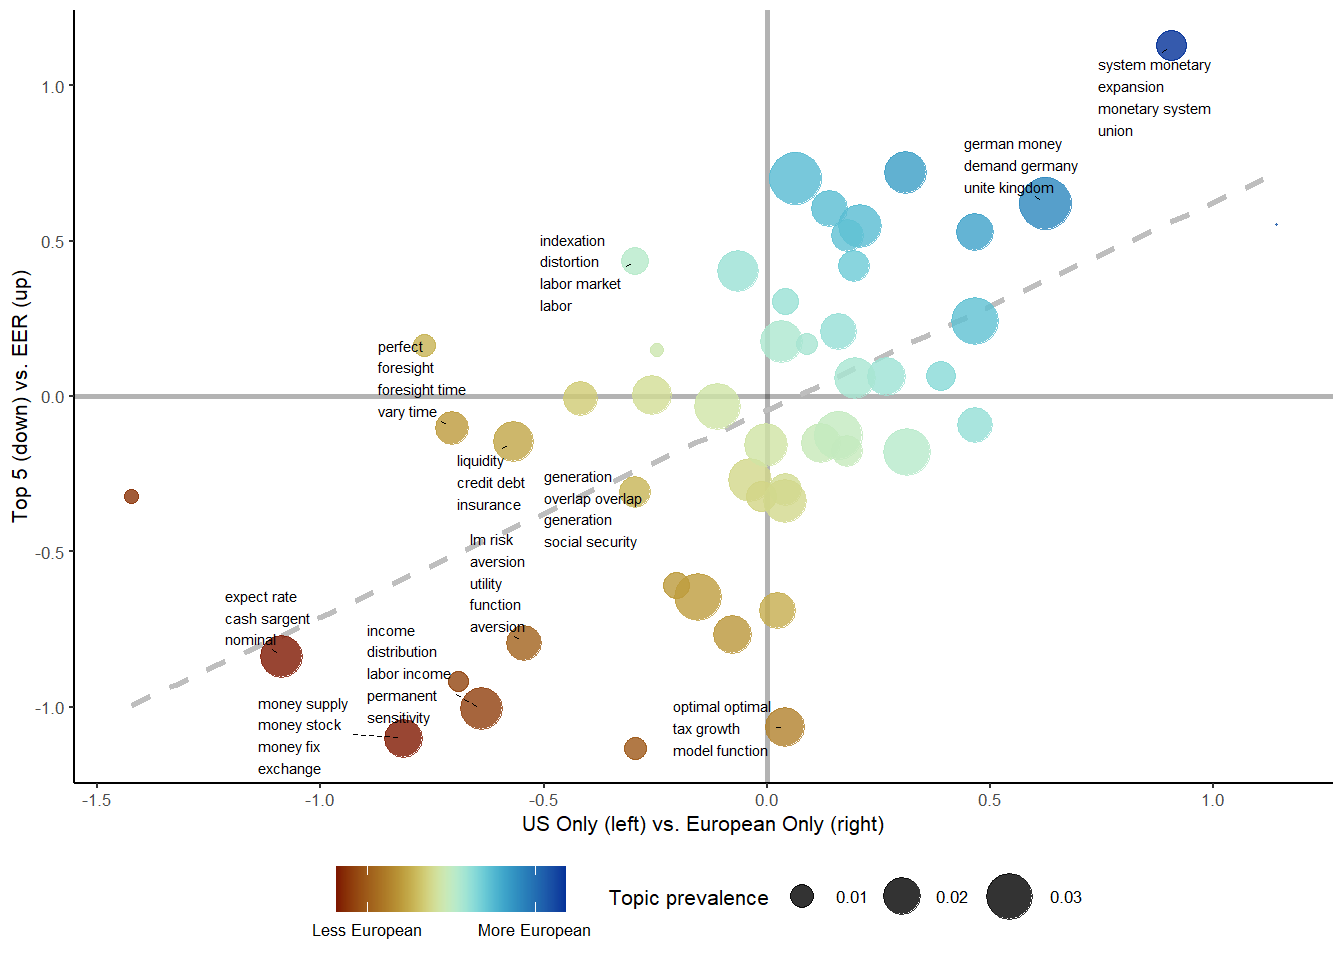 Top 5 (down) vs. EER (up)
1.0
0.5
0.0
-0.5
-1.0
system monetary
expansion
monetary system
union
german money
demand germany
unite kingdom
indexation
distortion
labor market
labor
perfect
foresight
foresight time
vary time
liquidity
credit debt
insurance
generation
overlap overlap
generation
social security
lm risk
aversion
utility
function
aversion
expect rate
cash sargent
nominal
income
distribution
labor income
permanent
sensitivity
money supply
money stock
money fix
exchange
optimal optimal
tax growth
model function
-1.5
-1.0
-0.5
0.0
0.5
1.0
US Only (left) vs. European Only (right)
Less European
More European
Topic prevalence
0.01
0.02
0.03